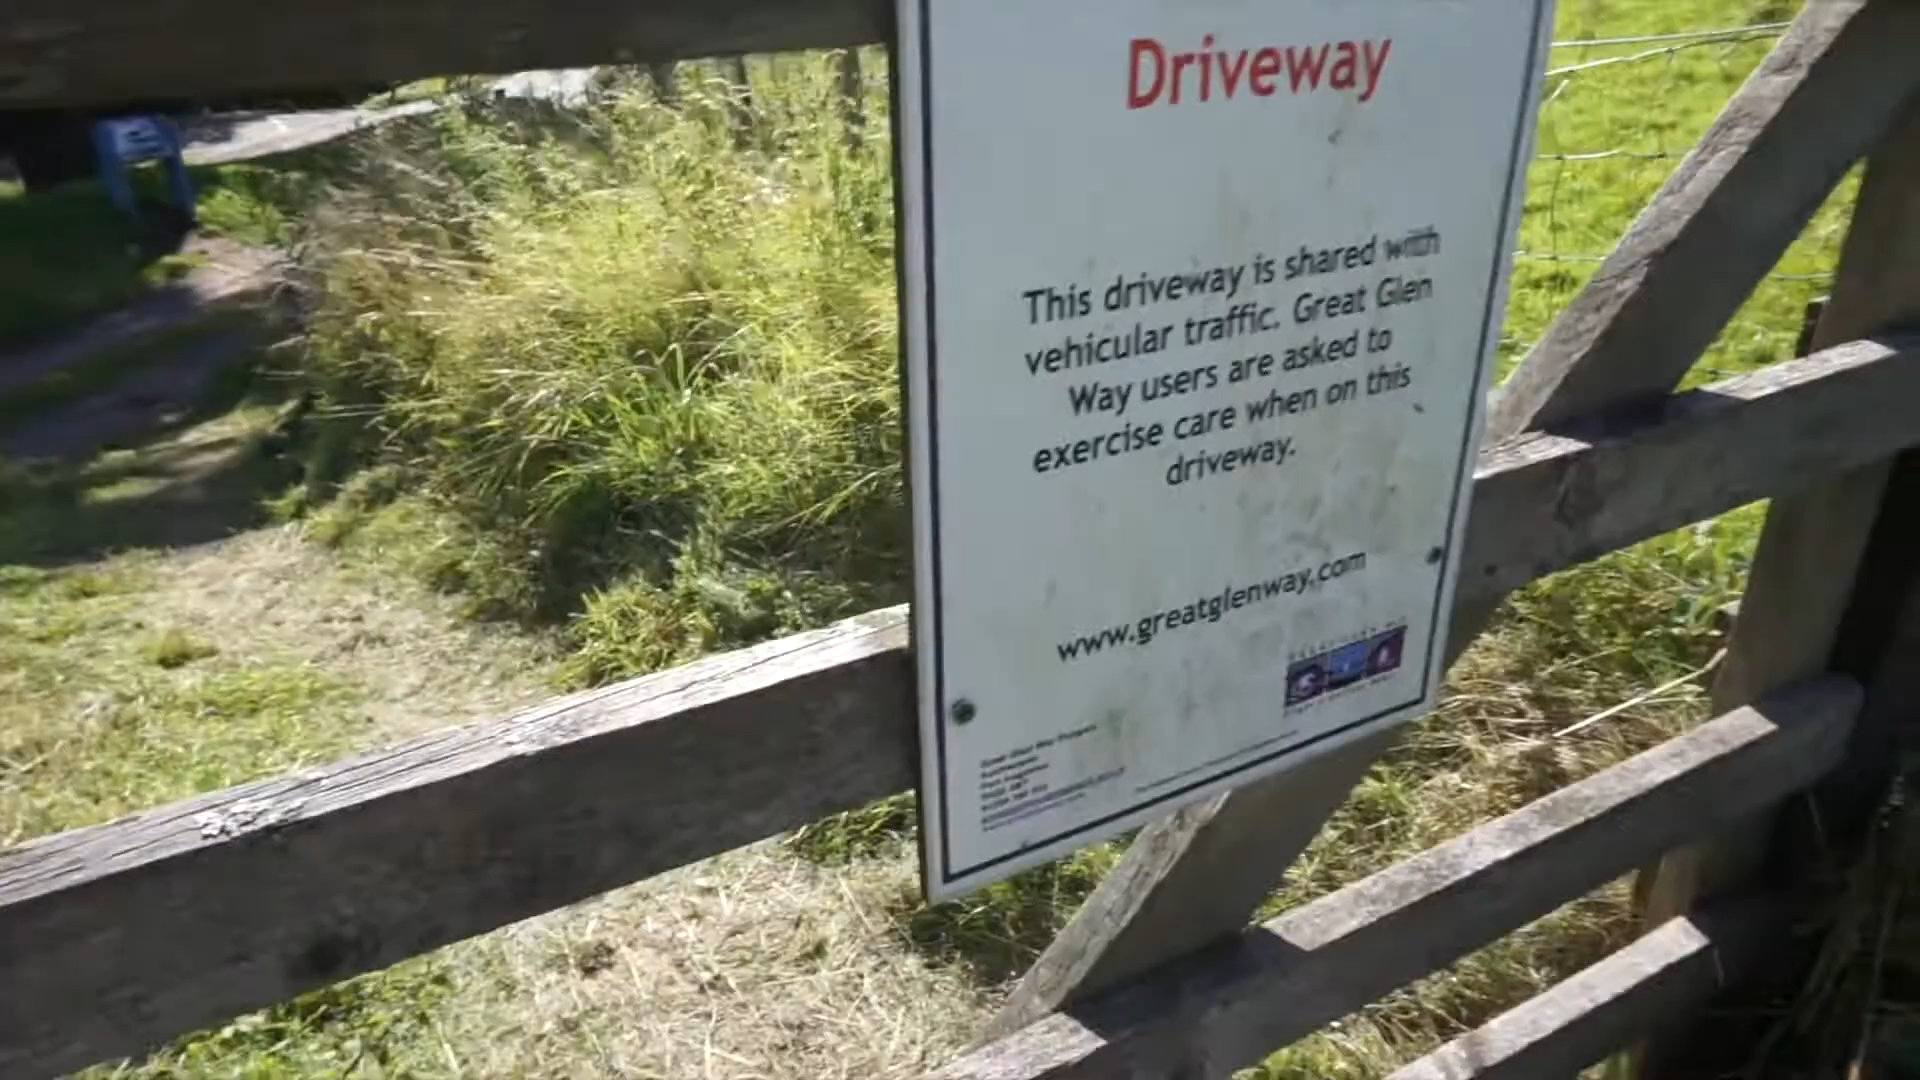 Driveway
This driveway is shared with
vehicular traffic. Great Glen
Way users are asked to
exercise care when on this
driveway.
www.greatglenway.com